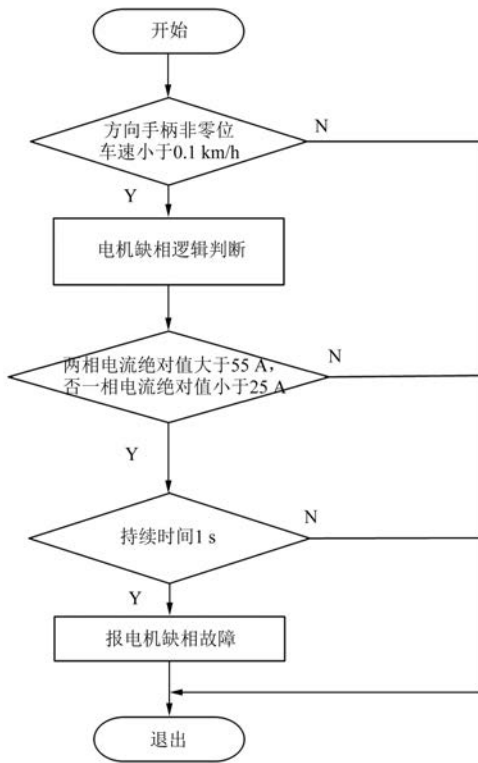 开始
方向手柄非零位
车速小于0.1 km/h
N
Y
电机缺相逻辑判断
两相电流绝对值大于55 A，
否一相电流绝对值小于25 A
N
Y
持续时间1 s
N
Y
报电机缺相故障
退出